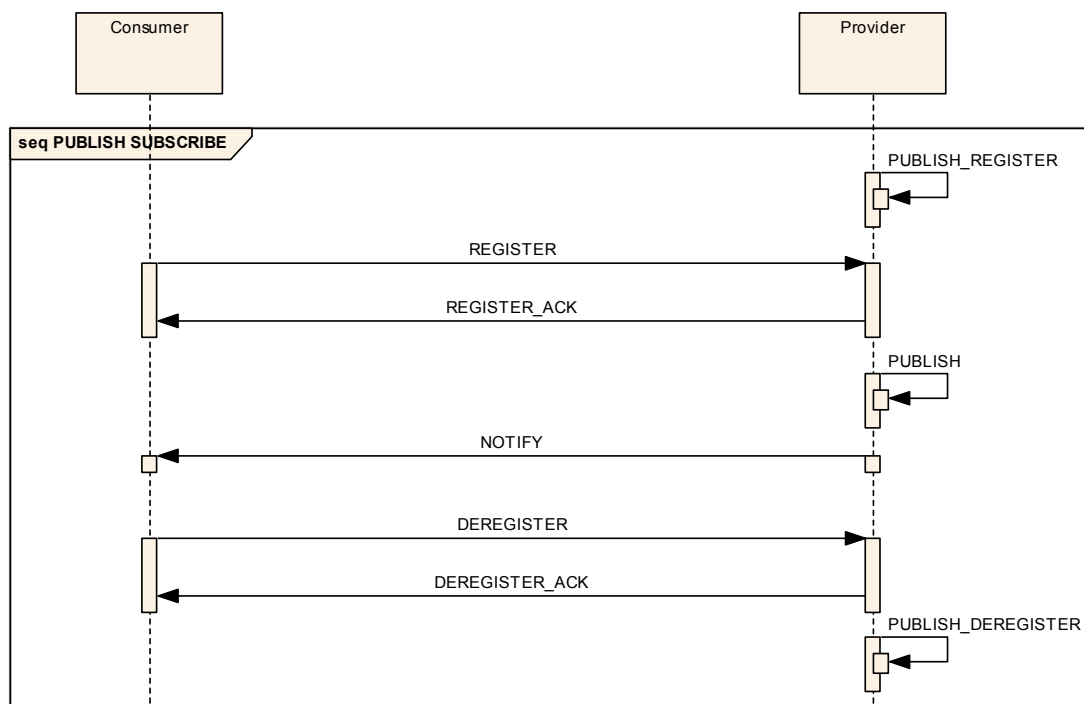 Consumer
Provider
seq PUBLISH SUBSCRIBE
PUBLISH_REGISTER
REGISTER
REGISTER_ACK
PUBLISH
NOTIFY
DEREGISTER
DEREGISTER_ACK
PUBLISH_DEREGISTER